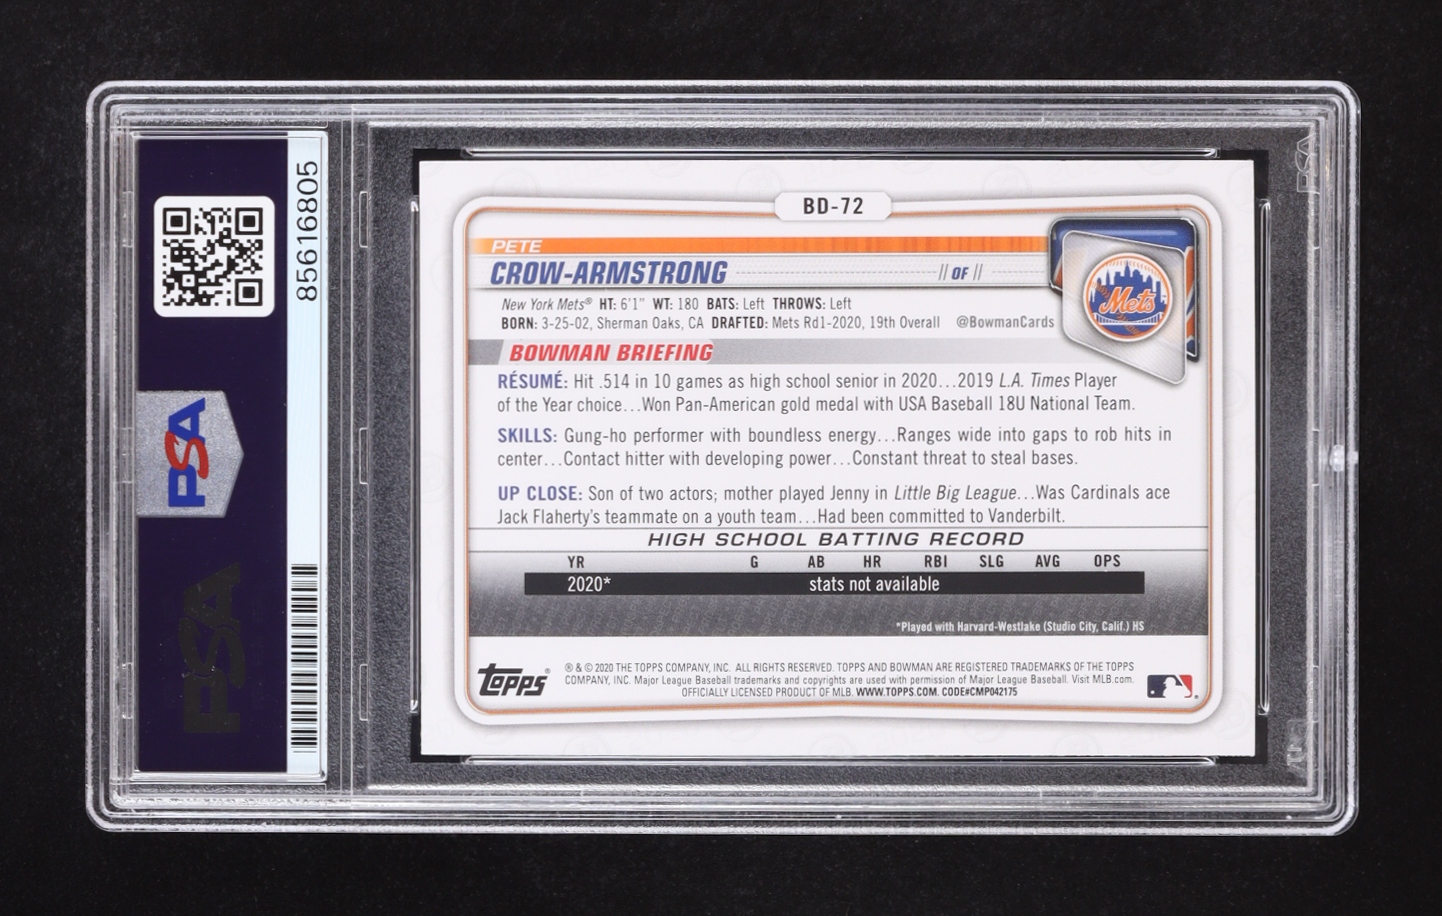 85616805
PSA
PSA
PSA
BD-72
PETE
CROW-ARMSTRONG // OF //
Mets
New York Mets® HT: 6'1" WT: 180 BATS: Left THROWS: Left
BORN: 3-25-02, Sherman Oaks, CA DRAFTED: Mets Rd1-2020, 19th Overall @BowmanCards
BOWMAN BRIEFING
RÉSUMÉ: Hit .514 in 10 games as high school senior in 2020...2019 L.A. Times Player
of the Year choice...Won Pan-American gold medal with USA Baseball 18U National Team.
SKILLS: Gung-ho performer with boundless energy...Ranges wide into gaps to rob hits in
center...Contact hitter with developing power...Constant threat to steal bases.
UP CLOSE: Son of two actors; mother played Jenny in Little Big League...Was Cardinals ace
Jack Flaherty's teammate on a youth team...Had been committed to Vanderbilt.
HIGH SCHOOL BATTING RECORD
YR G AB HR RBI SLG AVG OPS
2020* stats not available
*Played with Harvard-Westlake (Studio City, Calif.) HS
topps®
® & © 2020 THE TOPPS COMPANY, INC. ALL RIGHTS RESERVED. TOPPS AND BOWMAN ARE REGISTERED TRADEMARKS OF THE TOPPS
COMPANY, INC. Major League Baseball trademarks and copyrights are used with permission of Major League Baseball. Visit MLB.com.
OFFICIALLY LICENSED PRODUCT OF MLB. WWW.TOPPS.COM. CODE#CMP042175